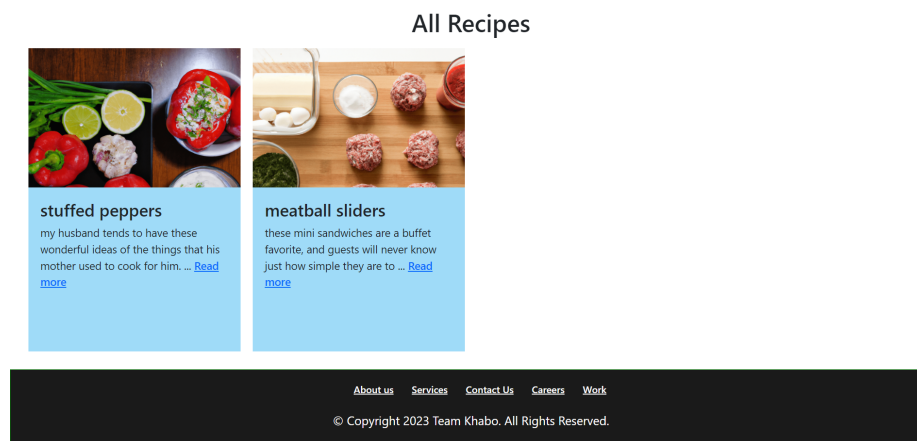 All Recipes
stuffed peppers
my husband tends to have these
wonderful ideas of the things that his
mother used to cook for him. ... Read
more
meatball sliders
these mini sandwiches are a buffet
favorite, and guests will never know
just how simple they are to ... Read
more
About us Services Contact Us Careers Work
© Copyright 2023 Team Khabo. All Rights Reserved.